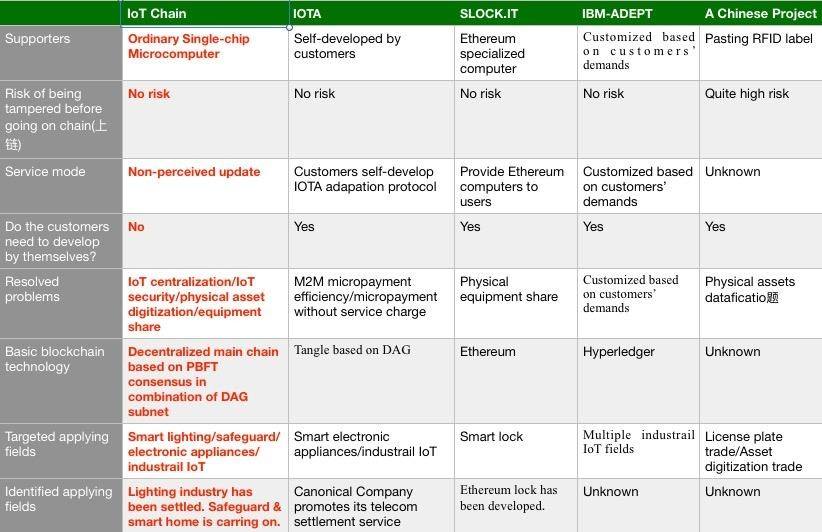 IoT Chain
IOTA
SLOCK.IT
IBM-ADEPT
A Chinese Project
Supporters
Ordinary Single-chip
Microcomputer
Self-developed by
customers
Ethereum
specialized
computer
Customized based
on customers’
demands
Pasting RFID label
Risk of being
tampered before
going on chain(上
链)
No risk
No risk
No risk
No risk
Quite high risk
Service mode
Non-perceived update
Customers self-develop
IOTA adapation protocol
Provide Ethereum
computers to
users
Customized based
on customers’
demands
Unknown
Do the customers
need to develop
by themselves?
No
Yes
Yes
Yes
Yes
Resolved
problems
IoT centralization/IoT
security/physical asset
digitization/equipment
share
M2M micropayment
efficiency/micropayment
without service charge
Physical
equipment share
Customized based
on customers’
demands
Physical assets
dataficatio题
Basic blockchain
technology
Decentralized main chain
based on PBFT
consensus in
combination of DAG
subnet
Tangle based on DAG
Ethereum
Hyperledger
Unknown
Targeted applying
fields
Smart lighting/safeguard/
electronic appliances/
industrail IoT
Smart electronic
appliances/industrail IoT
Smart lock
Multiple industrail
IoT fields
License plate
trade/Asset
digitization trade
Identified applying
fields
Lighting industry has
been settled. Safeguard &
smart home is carring on.
Canonical Company
promotes its telecom
settlement service
Ethereum lock has
been developed.
Unknown
Unknown